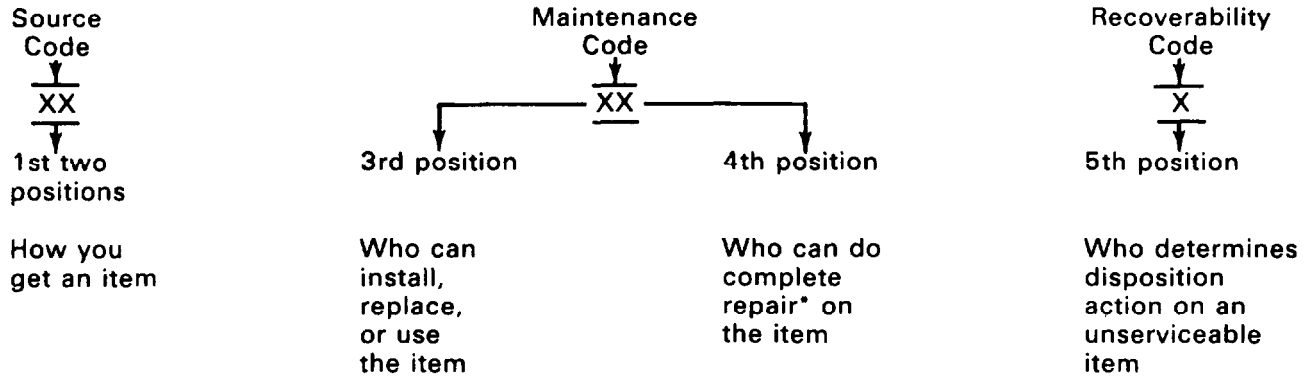 Source
Code
XX
1st two
positions
How you
get an item
Maintenance
Code
XX
3rd position
Who can
install,
replace,
or use
the item
4th position
Who can do
complete
repair* on
the item
Recoverability
Code
X
5th position
Who determines
disposition
action on an
unserviceable
item